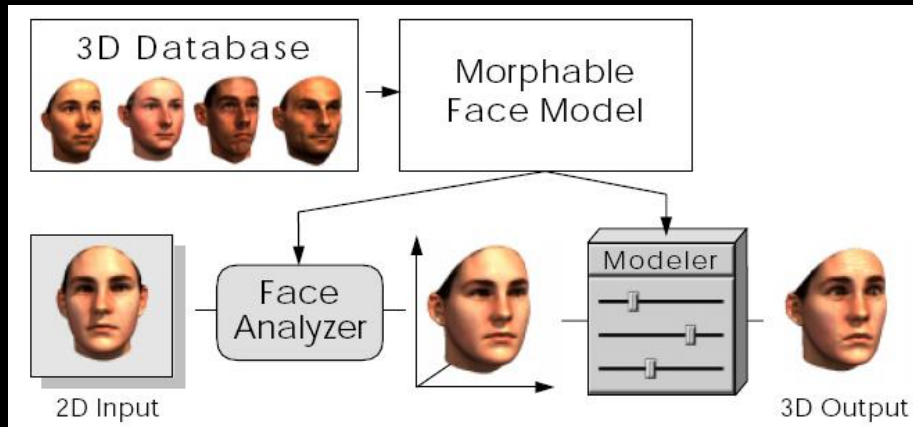 3D Database
Morphable
Face Model
Face
Analyzer
Modeler
2D Input
3D Output